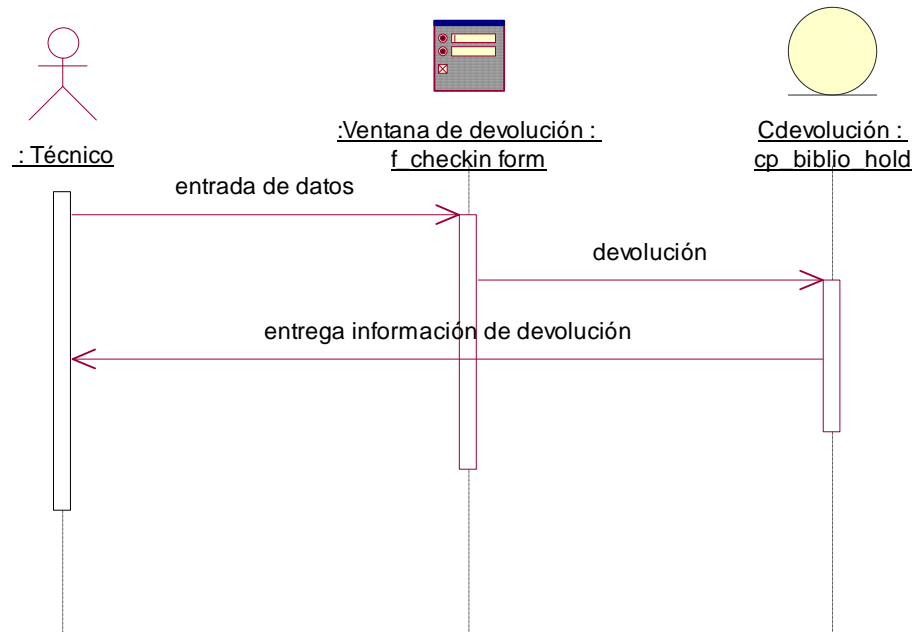 : Técnico
:Ventana de devolución :
f_checkin form
Cdevolución :
cp_biblio_hold
entrada de datos
devolución
entrega información de devolución